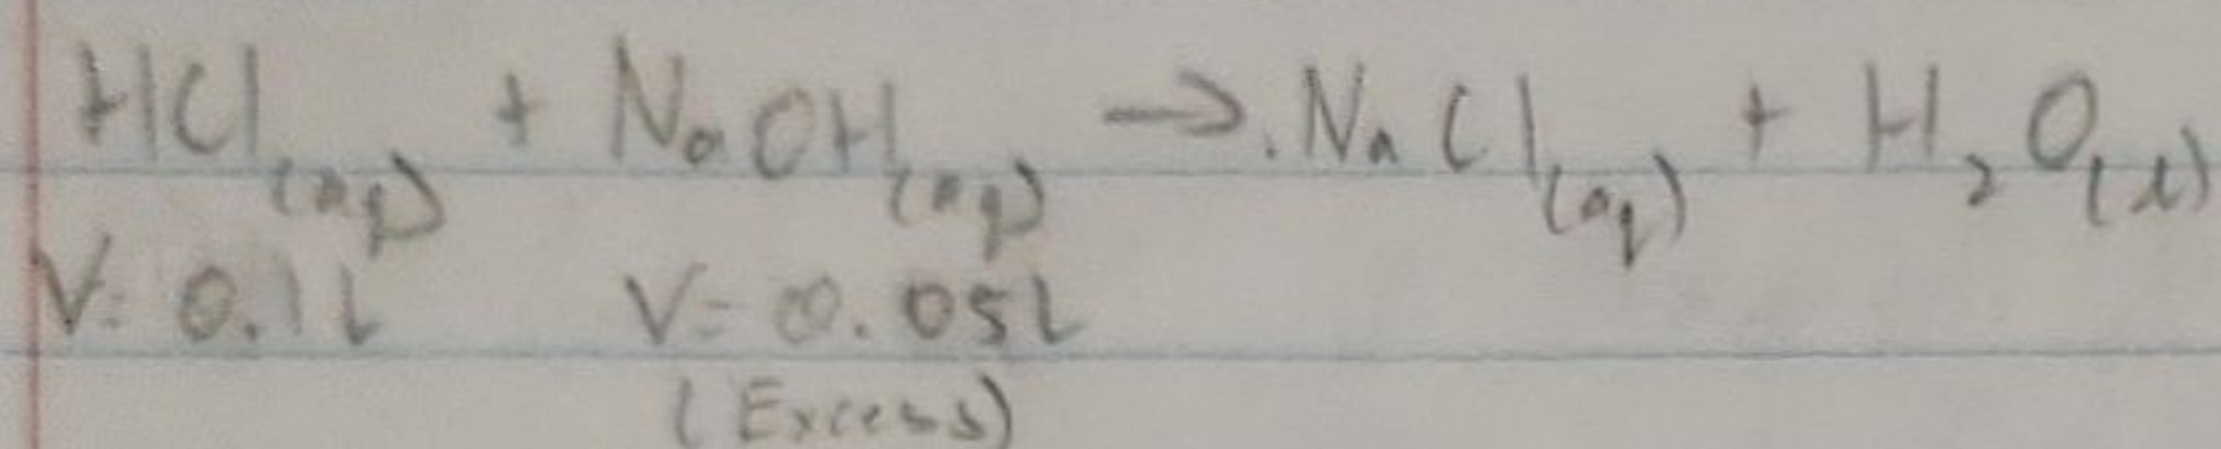 HCl(aq) + NaOH(aq) → NaCl(aq) + H₂O(l)
V: 0.1L V= 0.05L
(Excess)